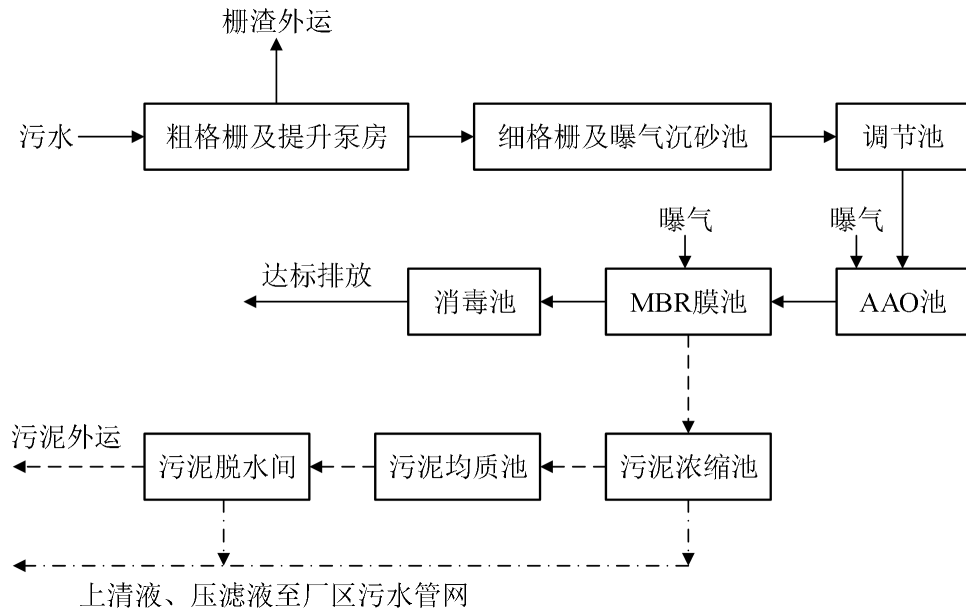 栅渣外运
污水
粗格栅及提升泵房
细格栅及曝气沉砂池
调节池
曝气
曝气
达标排放
消毒池
MBR膜池
AAO池
污泥外运
污泥脱水间
污泥均质池
污泥浓缩池
上清液、压滤液至厂区污水管网